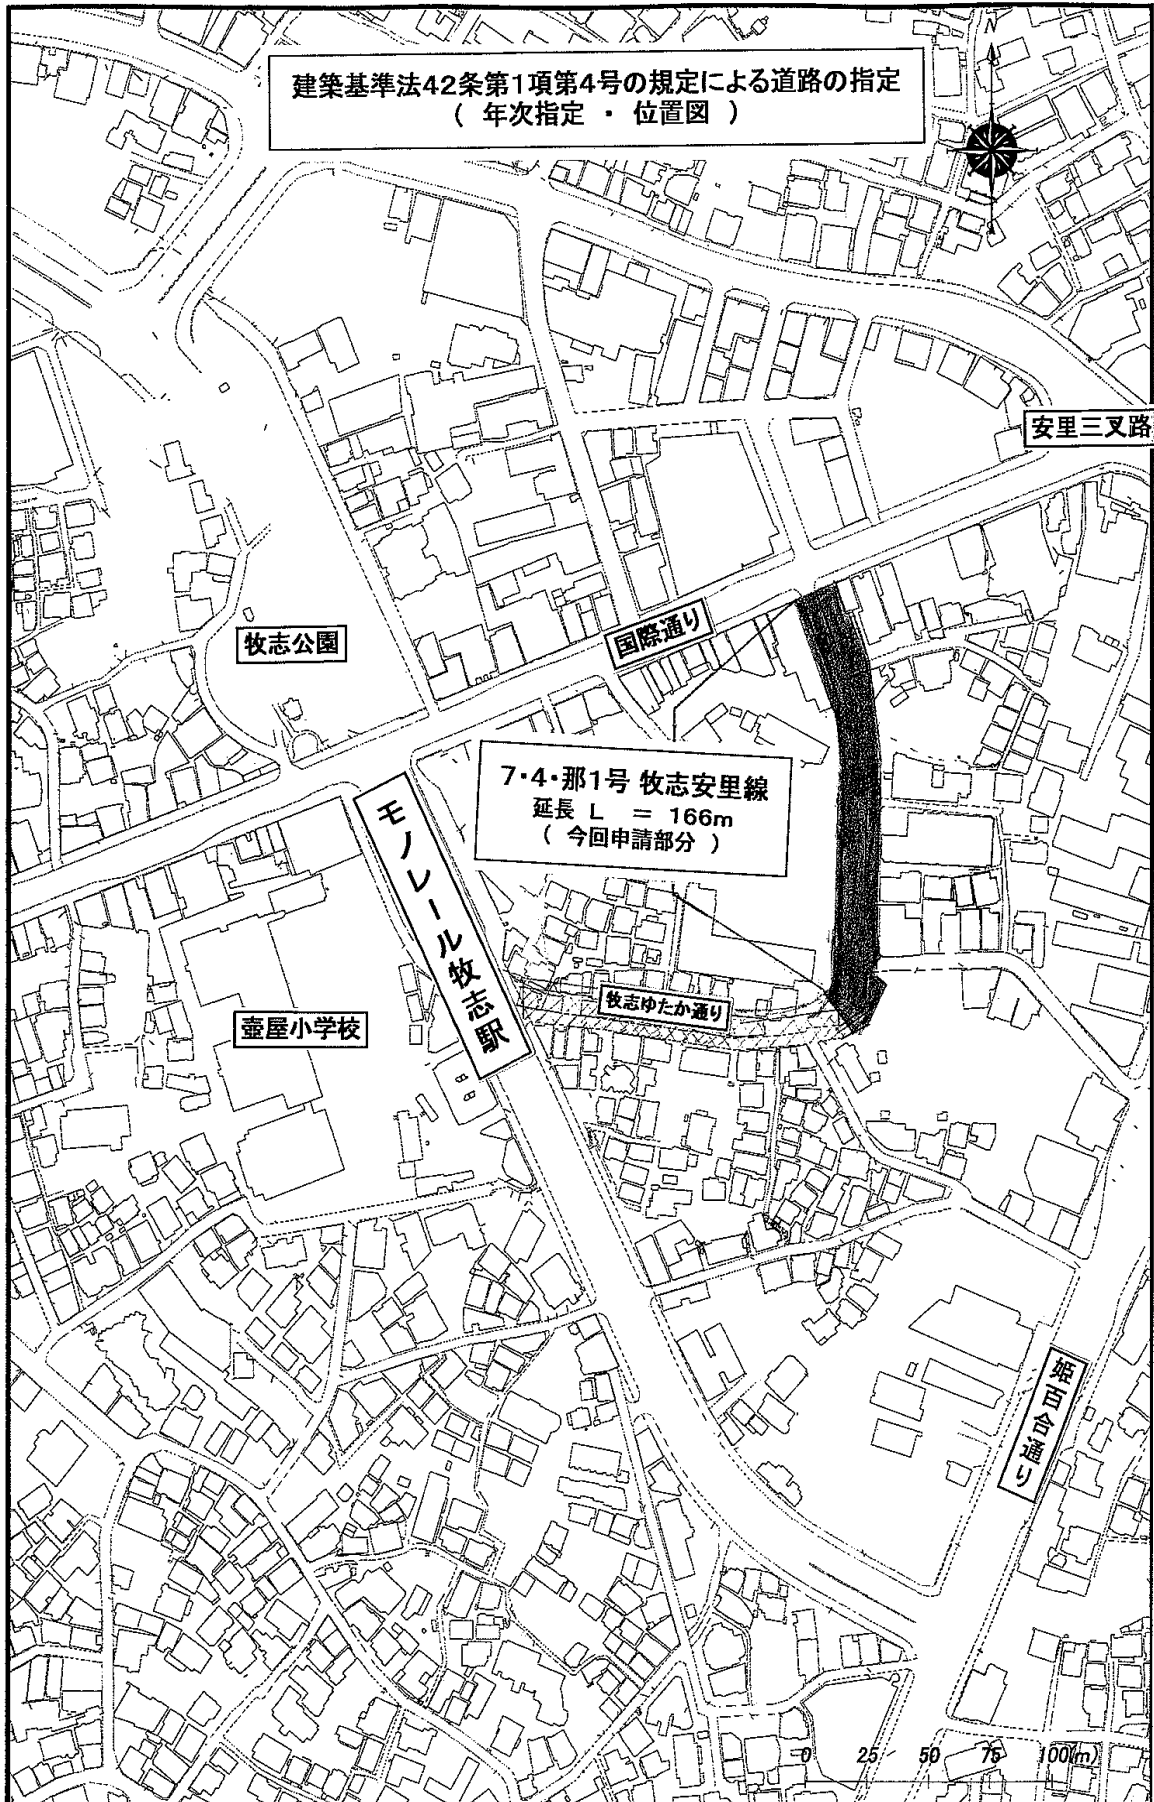 建築基準法42条第1項第4号の規定による道路の指定
（ 年次指定 ・ 位置図 ）
N
安里三叉路
牧志公園
国際通り
7・4・那1号 牧志安里線
延長 L = 166m
（ 今回申請部分 ）
モノレール牧志駅
牧志ゆたか通り
壺屋小学校
姫百合通り
0 25 50 75 100(m)